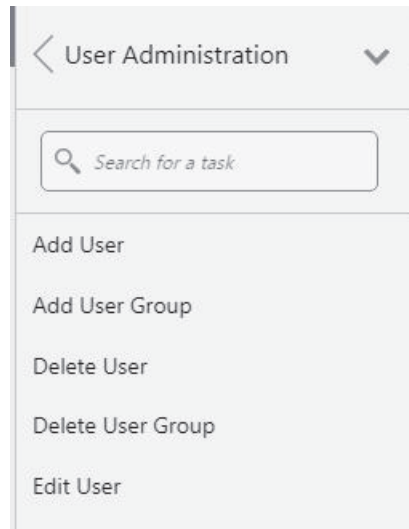 User Administration
Search for a task
Add User
Add User Group
Delete User
Delete User Group
Edit User